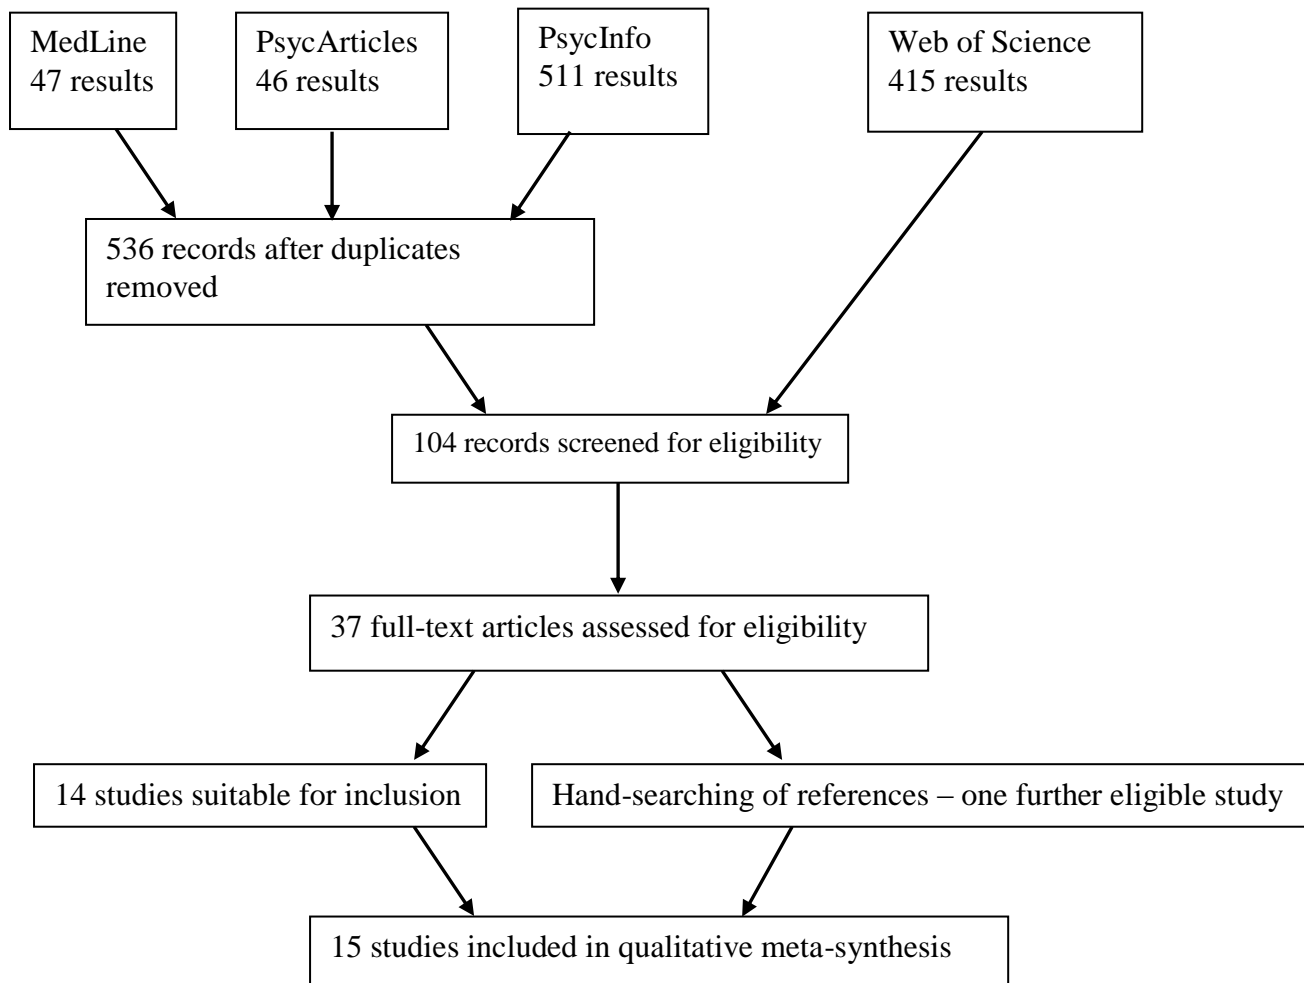 MedLine
47 results
PsycArticles
46 results
PsycInfo
511 results
Web of Science
415 results
536 records after duplicates
removed
104 records screened for eligibility
37 full-text articles assessed for eligibility
14 studies suitable for inclusion
Hand-searching of references – one further eligible study
15 studies included in qualitative meta-synthesis